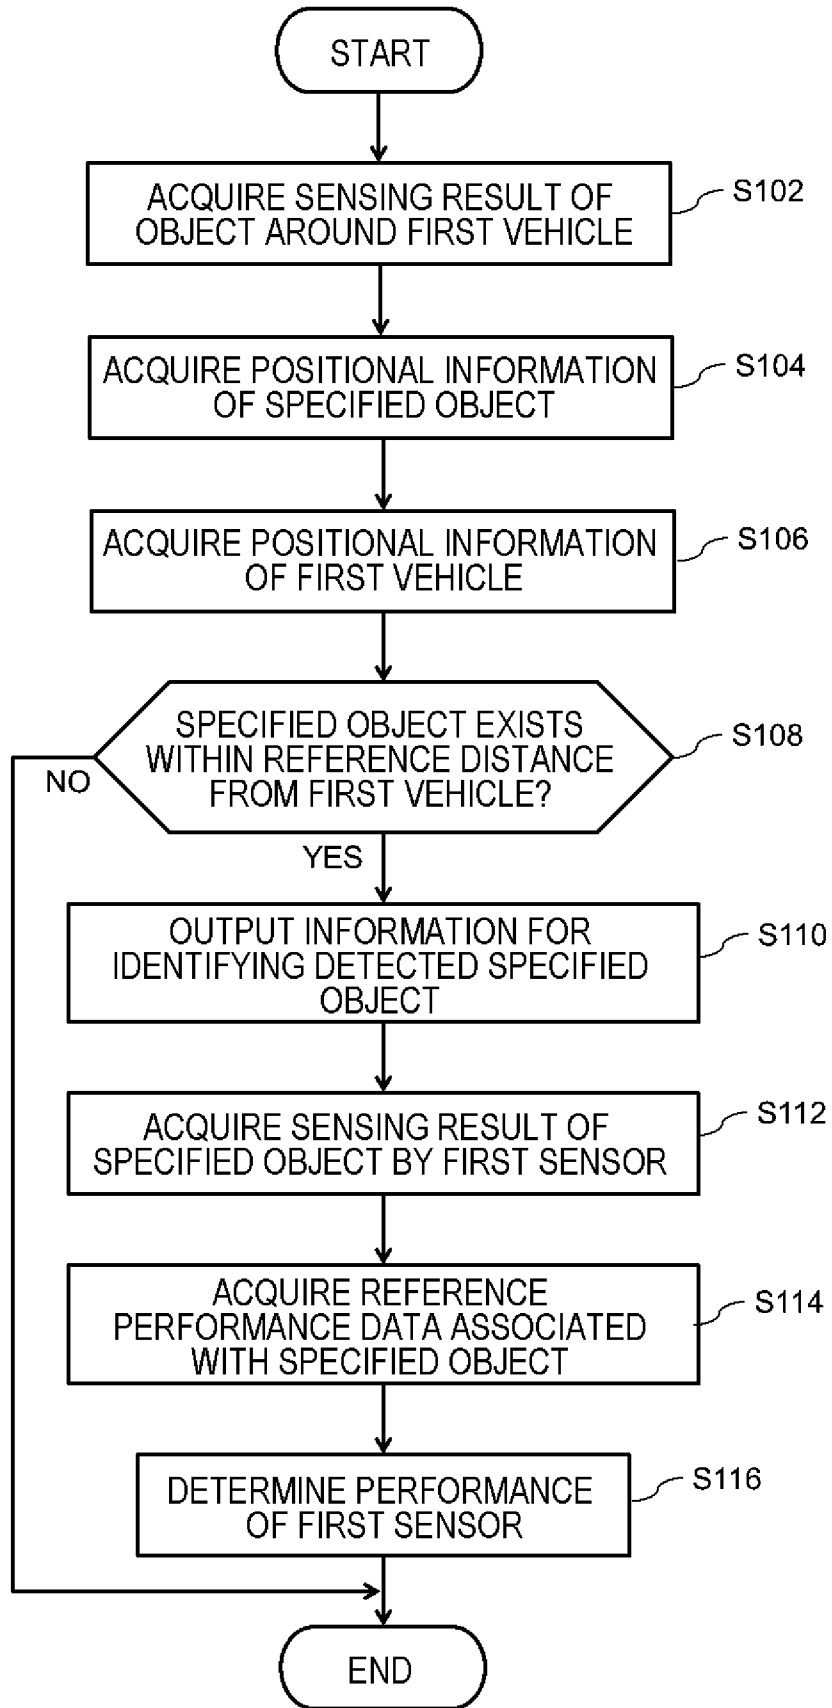 START
ACQUIRE SENSING RESULT OF
OBJECT AROUND FIRST VEHICLE
S102
ACQUIRE POSITIONAL INFORMATION
OF SPECIFIED OBJECT
S104
ACQUIRE POSITIONAL INFORMATION
OF FIRST VEHICLE
S106
SPECIFIED OBJECT EXISTS
WITHIN REFERENCE DISTANCE
FROM FIRST VEHICLE?
S108
NO
YES
OUTPUT INFORMATION FOR
IDENTIFYING DETECTED SPECIFIED
OBJECT
S110
ACQUIRE SENSING RESULT OF
SPECIFIED OBJECT BY FIRST SENSOR
S112
ACQUIRE REFERENCE
PERFORMANCE DATA ASSOCIATED
WITH SPECIFIED OBJECT
S114
DETERMINE PERFORMANCE
OF FIRST SENSOR
S116
END